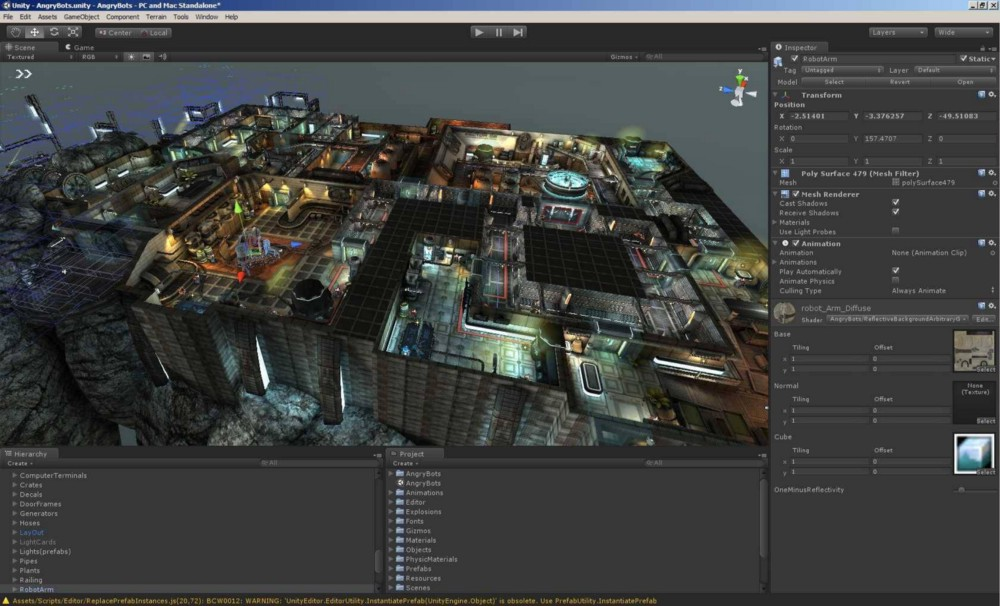 Unity - AngryBots.unity - AngryBots - PC and Mac Standalone*
File Edit Assets GameObject Component Terrain Tools Window Help
Center Local
Layers Wide
Scene Game
Textured RGB Gizmos All
Inspector
RobotArm Static
Tag Untagged Layer Default
Model Select Revert Open
Transform
Position
X -2.51401 Y -3.376257 Z -49.51083
Rotation
X 0 Y 157.4707 Z 0
Scale
X 1 Y 1 Z 1
Poly Surface 479 (Mesh Filter)
Mesh polySurface479
Mesh Renderer
Cast Shadows
Receive Shadows
Materials
Use Light Probes
Animation
Animation None (Animation Clip)
Animations
Play Automatically
Animate Physics
Culling Type Always Animate
robot_Arm_Diffuse
Shader AngryBots/ReflectiveBackgroundArbitraryG Edit...
Base
Tiling Offset
x 1 0
y 1 0
Select
Normal
None
(Texture)
Tiling Offset
x 1 0
y 1 0
Select
Cube
Tiling Offset
x 1 0
y 1 0
Select
OneMinusReflectivity
Hierarchy
Create All
ComputerTerminals
Crates
Decals
DoorFrames
Generators
Hoses
LayOut
LightCards
Lights(prefabs)
Pipes
Plants
Railing
RobotArm
Project
Create All
AngryBots
AngryBots
Animations
Editor
Explosions
Fonts
Gizmos
Materials
Objects
PhysicMaterials
Prefabs
Resources
Scenes
Assets/Scripts/Editor/ReplacePrefabInstances.js(20,72): BCW0012: WARNING: 'UnityEditor.EditorUtility.InstantiatePrefab(UnityEngine.Object)' is obsolete. Use PrefabUtility.InstantiatePrefab